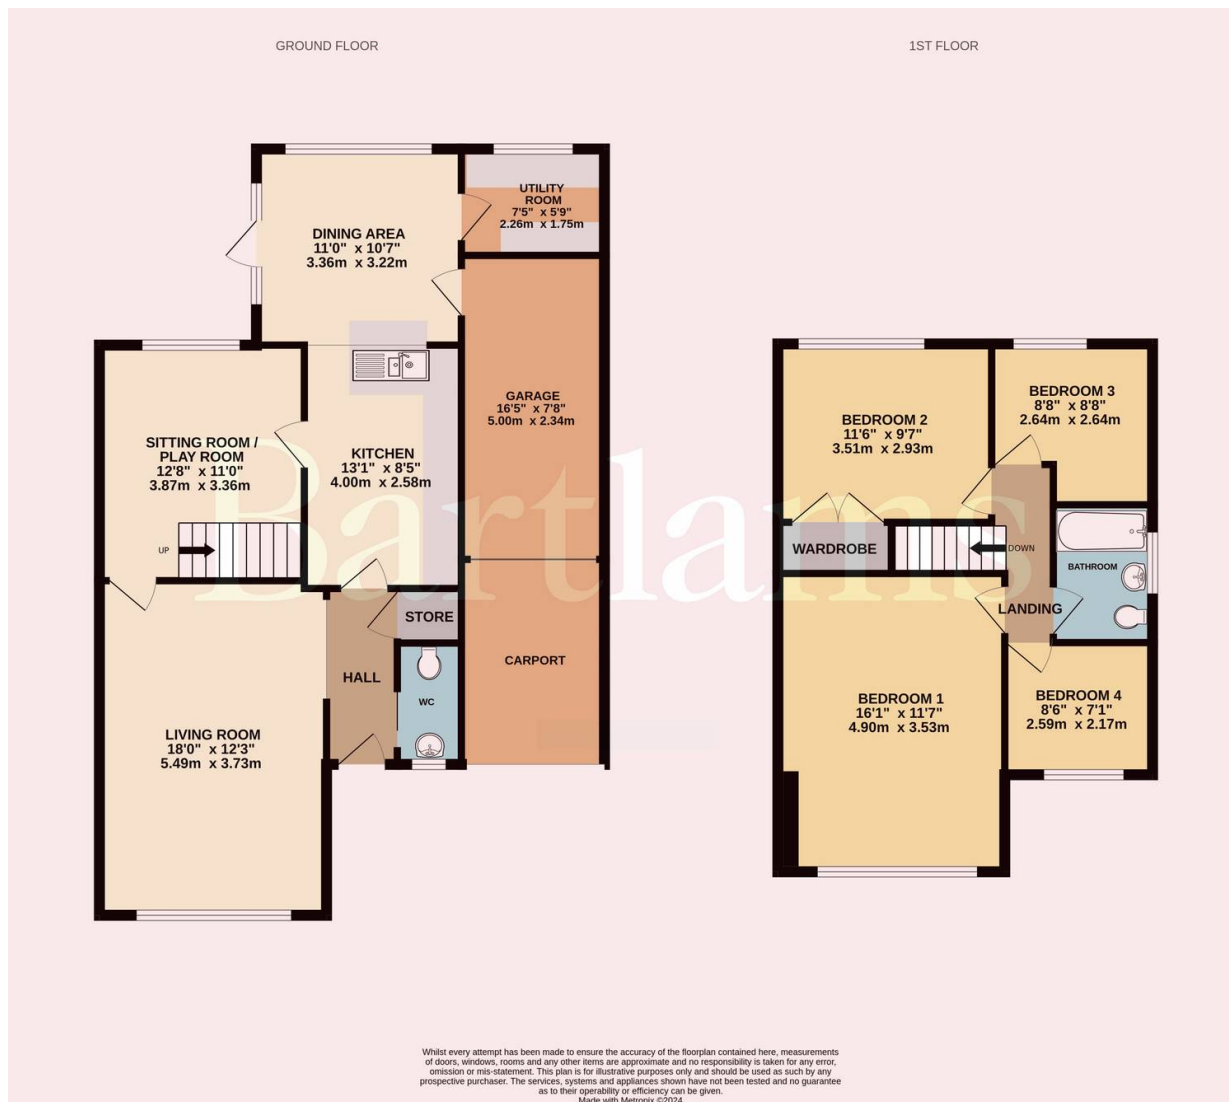 GROUND FLOOR
1ST FLOOR
UTILITY
ROOM
7'5" x 5'9"
2.26m x 1.75m
DINING AREA
11'0" x 10'7"
3.36m x 3.22m
GARAGE
16'5" x 7'8"
5.00m x 2.34m
SITTING ROOM /
PLAY ROOM
12'8" x 11'0"
3.87m x 3.36m
KITCHEN
13'1" x 8'5"
4.00m x 2.58m
UP
STORE
HALL
WC
CARPORT
LIVING ROOM
18'0" x 12'3"
5.49m x 3.73m
BEDROOM 3
8'8" x 8'8"
2.64m x 2.64m
BEDROOM 2
11'6" x 9'7"
3.51m x 2.93m
WARDROBE
DOWN
BATHROOM
LANDING
BEDROOM 1
16'1" x 11'7"
4.90m x 3.53m
BEDROOM 4
8'6" x 7'1"
2.59m x 2.17m
Bartlams
Whilst every attempt has been made to ensure the accuracy of the floorplan contained here, measurements
of doors, windows, rooms and any other items are approximate and no responsibility is taken for any error,
omission or mis-statement. This plan is for illustrative purposes only and should be used as such by any
prospective purchaser. The services, systems and appliances shown have not been tested and no guarantee
as to their operability or efficiency can be given.
Made with Metropix ©2024